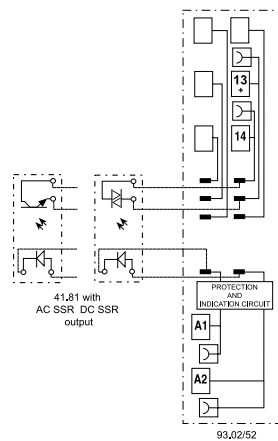 13
+
14
41.81 with
AC SSR DC SSR
output
PROTECTION
AND
INDICATION CIRCUIT
A1
A2
93.02/52